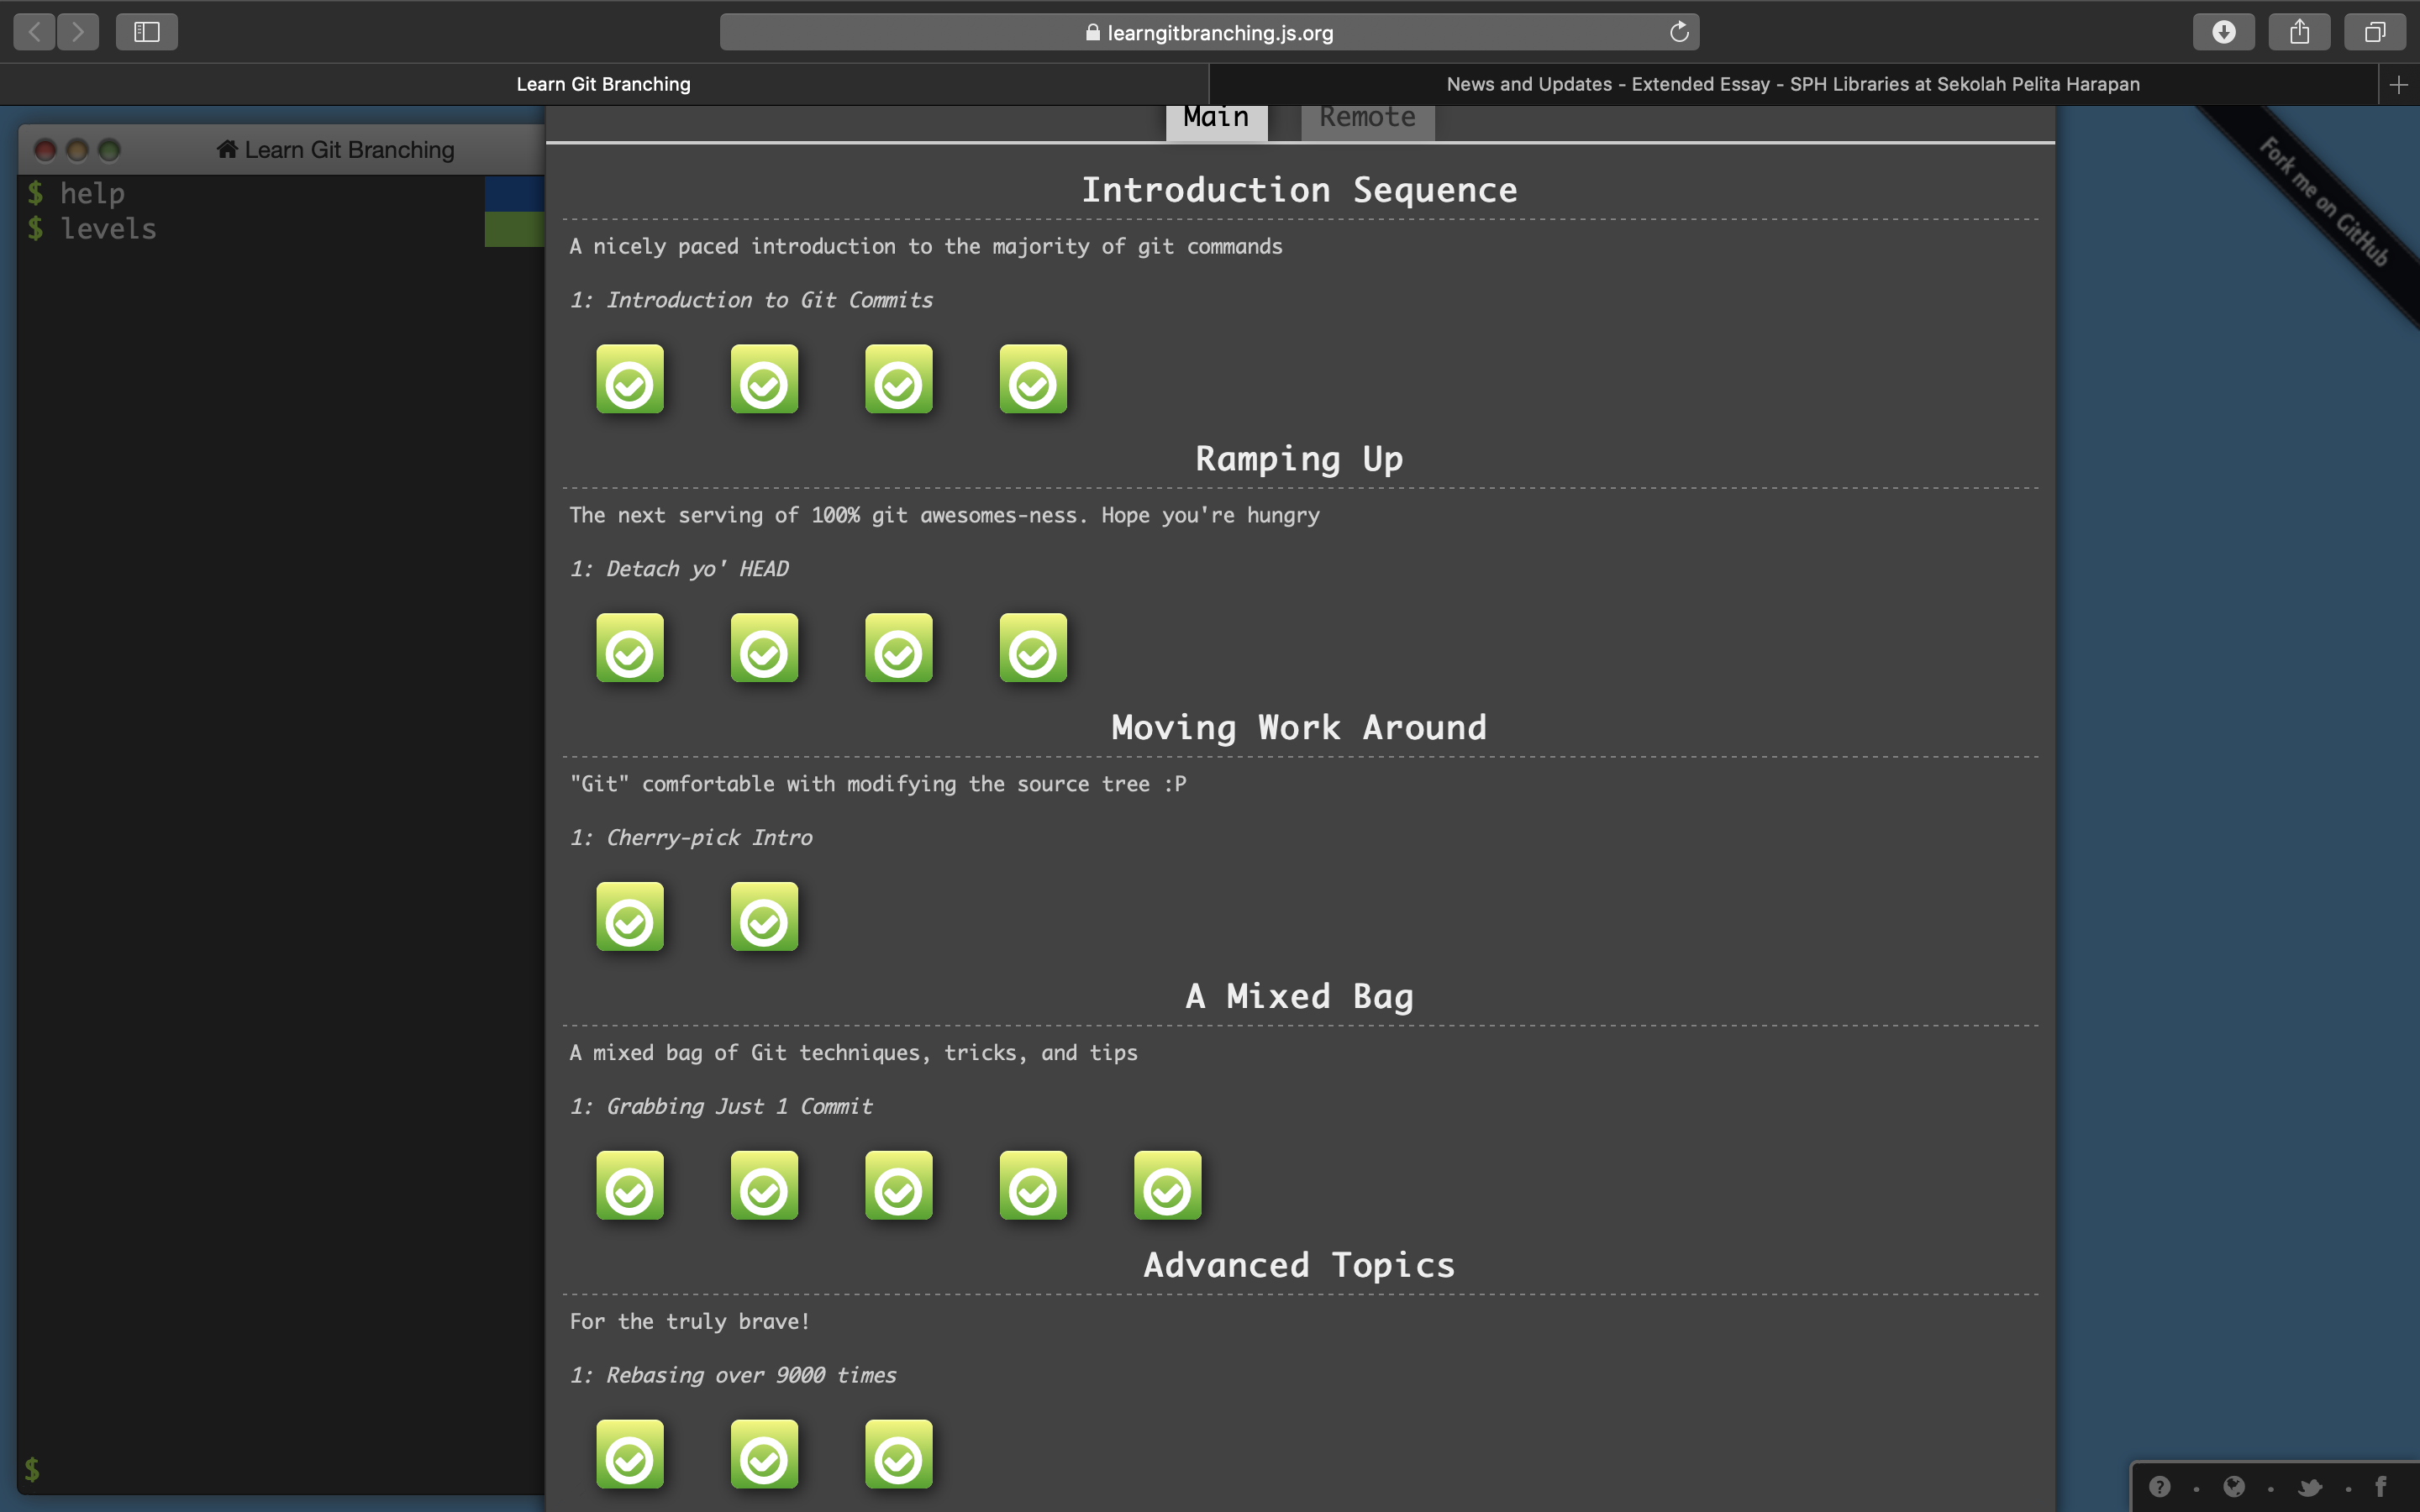 learngitbranching.js.org
Learn Git Branching
News and Updates - Extended Essay - SPH Libraries at Sekolah Pelita Harapan
Main Remote
Learn Git Branching
$ help
$ levels
$
Introduction Sequence
A nicely paced introduction to the majority of git commands
1: Introduction to Git Commits
Ramping Up
The next serving of 100% git awesomes-ness. Hope you're hungry
1: Detach yo' HEAD
Moving Work Around
"Git" comfortable with modifying the source tree :P
1: Cherry-pick Intro
A Mixed Bag
A mixed bag of Git techniques, tricks, and tips
1: Grabbing Just 1 Commit
Advanced Topics
For the truly brave!
1: Rebasing over 9000 times
Fork me on GitHub